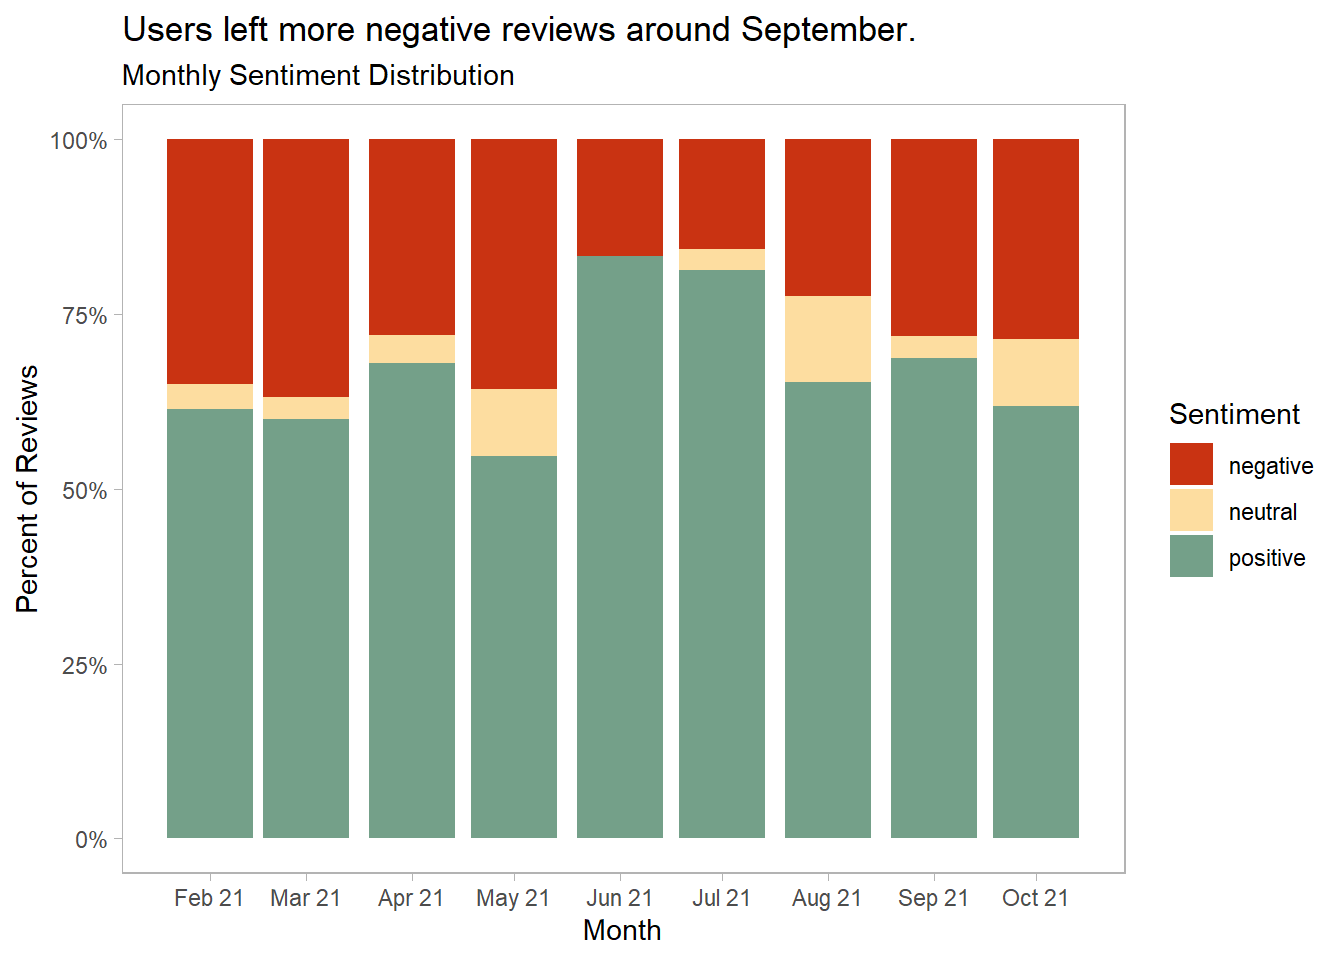 Users left more negative reviews around September.
Monthly Sentiment Distribution
100%
75%
50%
25%
0%
Percent of Reviews
Feb 21 Mar 21 Apr 21 May 21 Jun 21 Jul 21 Aug 21 Sep 21 Oct 21
Month
Sentiment
negative
neutral
positive